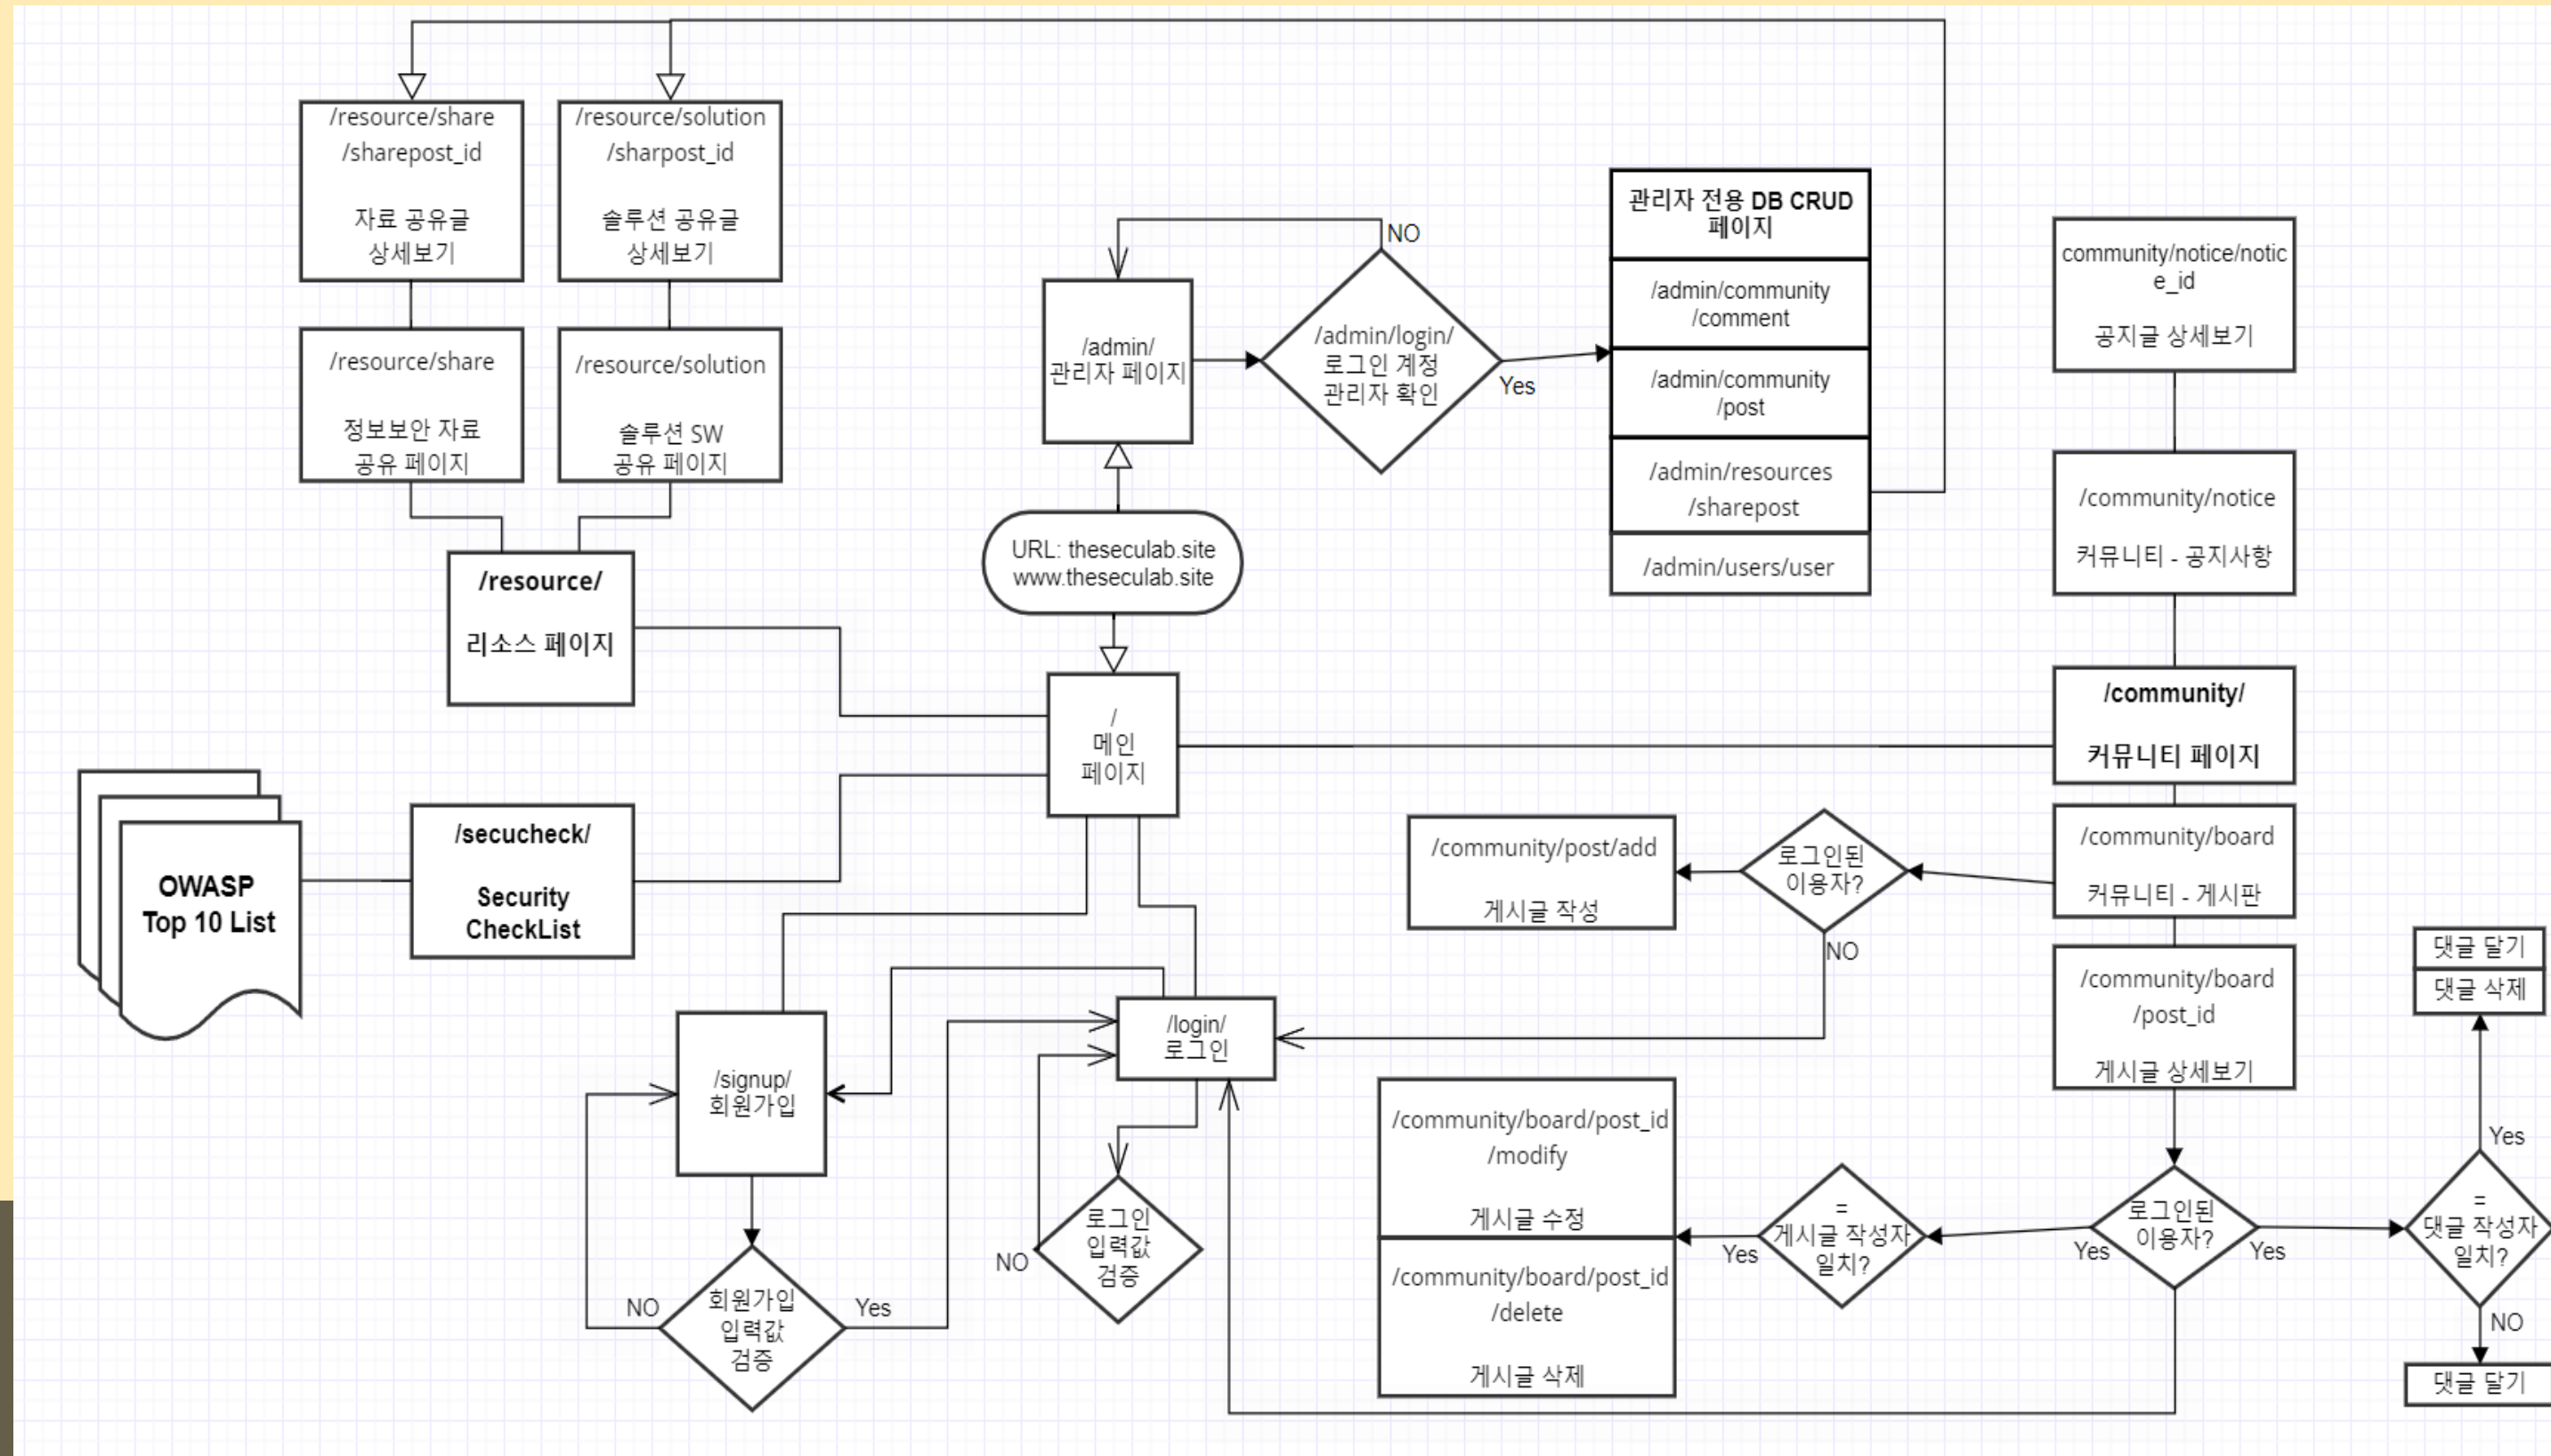 /resource/share
/sharepost_id
자료 공유글
상세보기
/resource/solution
/sharpost_id
솔루션 공유글
상세보기
/resource/share
정보보안 자료
공유 페이지
/resource/solution
솔루션 SW
공유 페이지
/resource/
리소스 페이지
OWASP
Top 10 List
/secucheck/
Security
CheckList
/admin/
관리자 페이지
NO
/admin/login/
로그인 계정
관리자 확인
Yes
관리자 전용 DB CRUD
페이지
/admin/community
/comment
/admin/community
/post
/admin/resources
/sharepost
/admin/users/user
URL: theseculab.site
www.theseculab.site
/
메인
페이지
community/notice/notic
e_id
공지글 상세보기
/community/notice
커뮤니티 - 공지사항
/community/
커뮤니티 페이지
/community/board
커뮤니티 - 게시판
로그인된
이용자?
NO
/community/post/add
게시글 작성
/community/board
/post_id
게시글 상세보기
댓글 달기
댓글 삭제
Yes
=
댓글 작성자
일치?
NO
댓글 달기
로그인된
이용자?
Yes
Yes
=
게시글 작성자
일치?
Yes
/community/board/post_id
/modify
게시글 수정
/community/board/post_id
/delete
게시글 삭제
/login/
로그인
로그인
입력값
검증
NO
/signup/
회원가입
회원가입
입력값
검증
NO
Yes